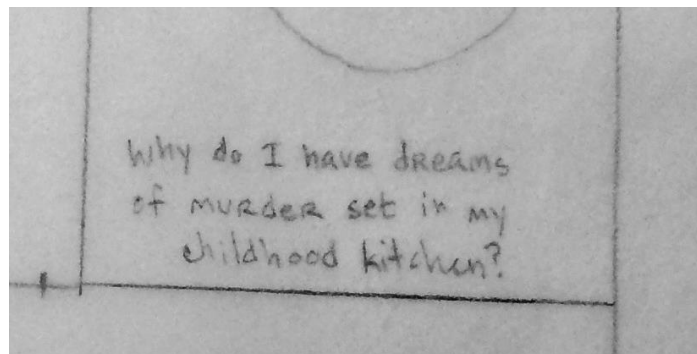 Why do I have dreams
of murder set in my
childhood kitchen?